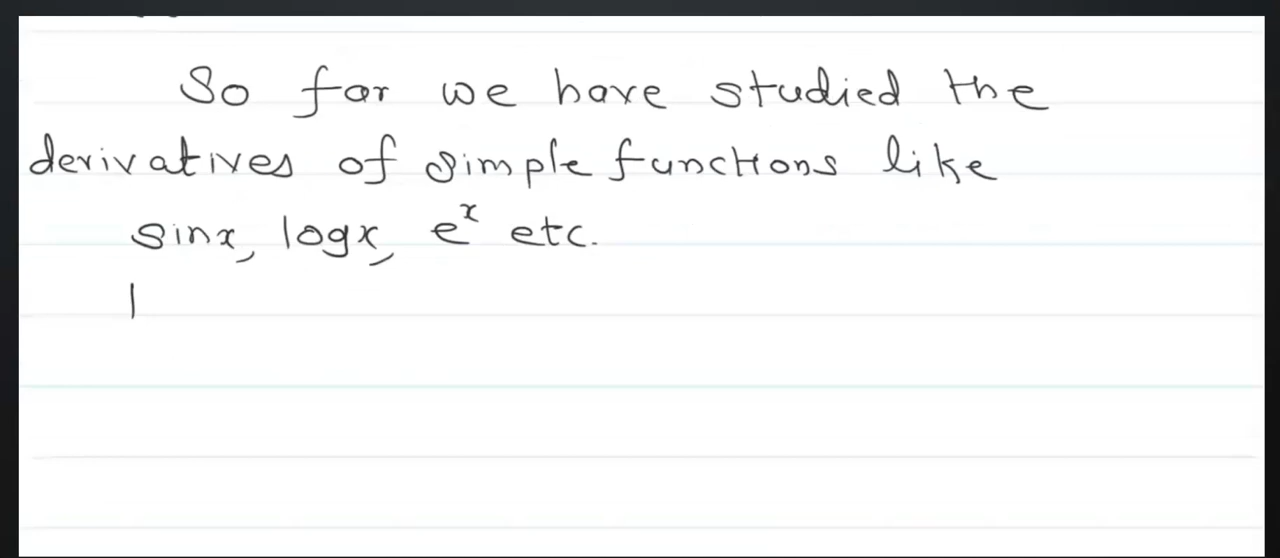 So far we have studied the
derivatives of simple functions like
sinx, logx, e^x etc.